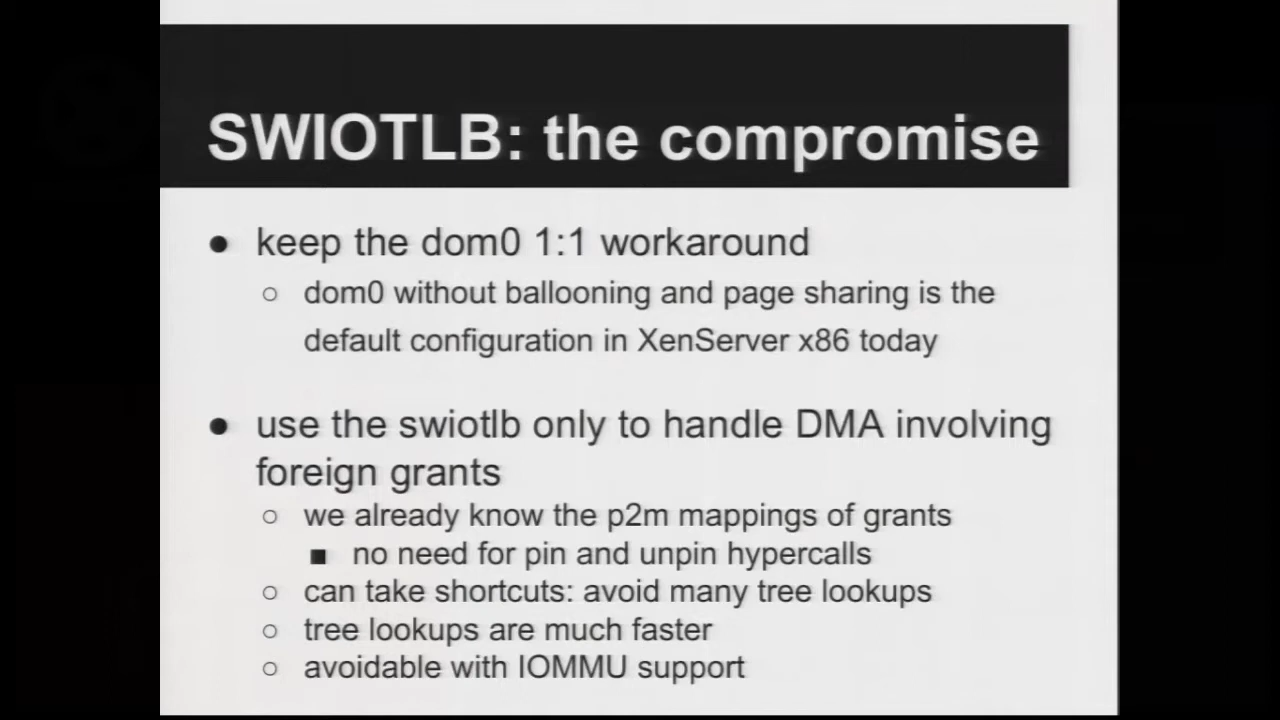 SWIOTLB: the compromise
● keep the dom0 1:1 workaround
○ dom0 without ballooning and page sharing is the
default configuration in XenServer x86 today
● use the swiotlb only to handle DMA involving
foreign grants
○ we already know the p2m mappings of grants
■ no need for pin and unpin hypercalls
○ can take shortcuts: avoid many tree lookups
○ tree lookups are much faster
○ avoidable with IOMMU support